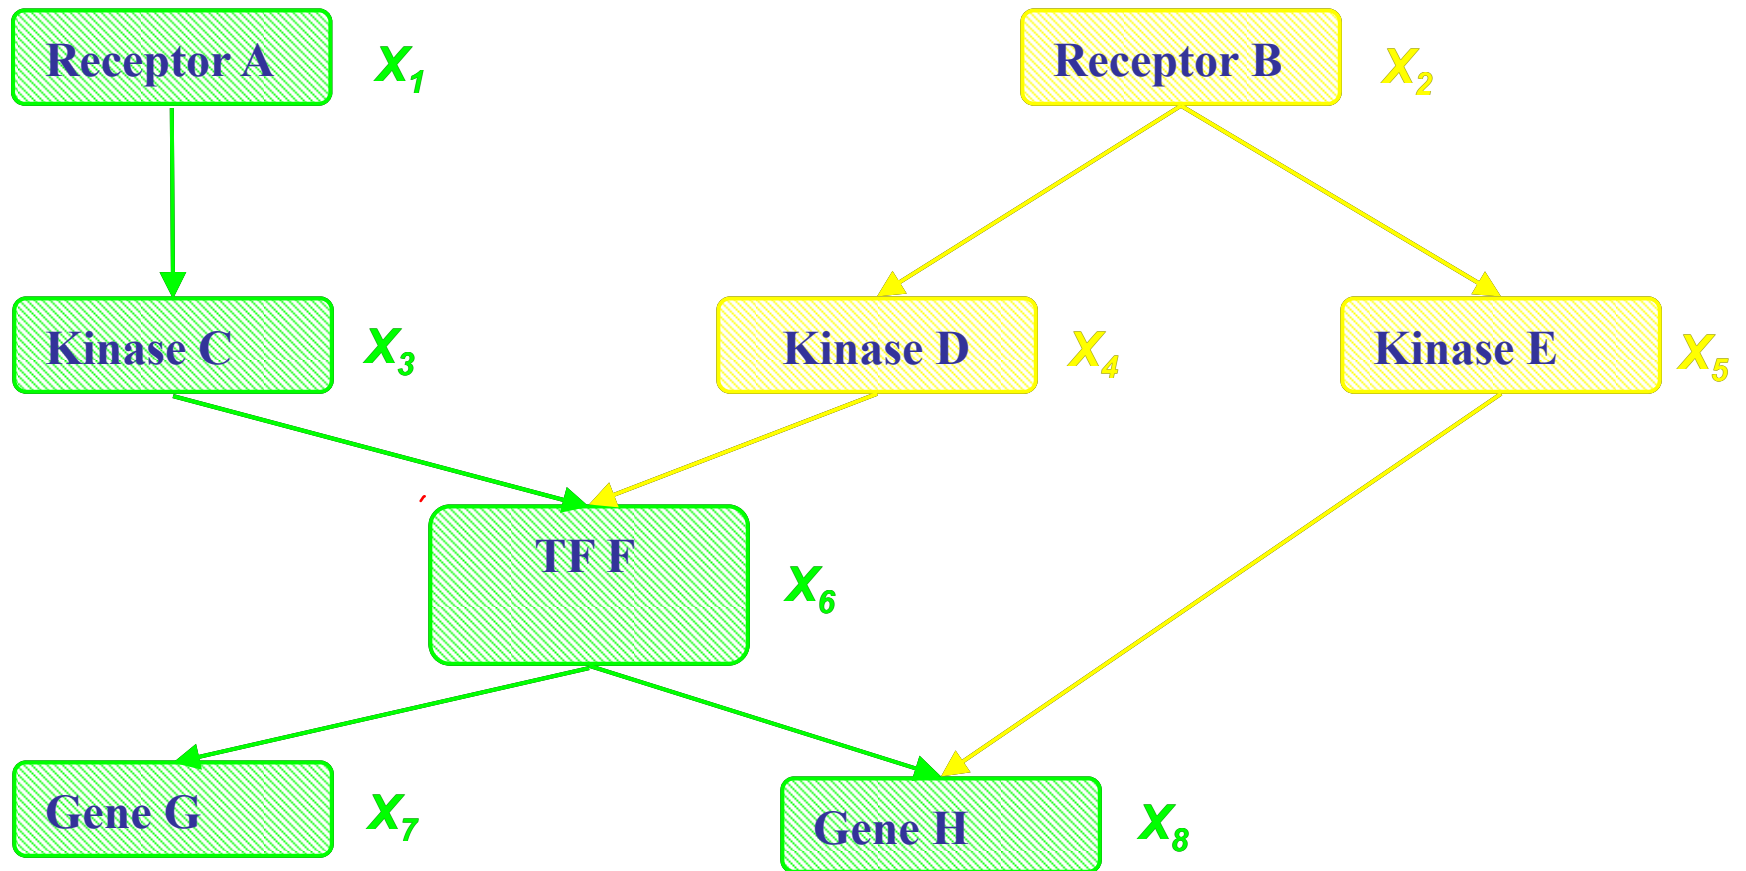 Receptor A X1
Receptor B X2
Kinase C X3
Kinase D X4
Kinase E X5
TF F X6
Gene G X7
Gene H X8